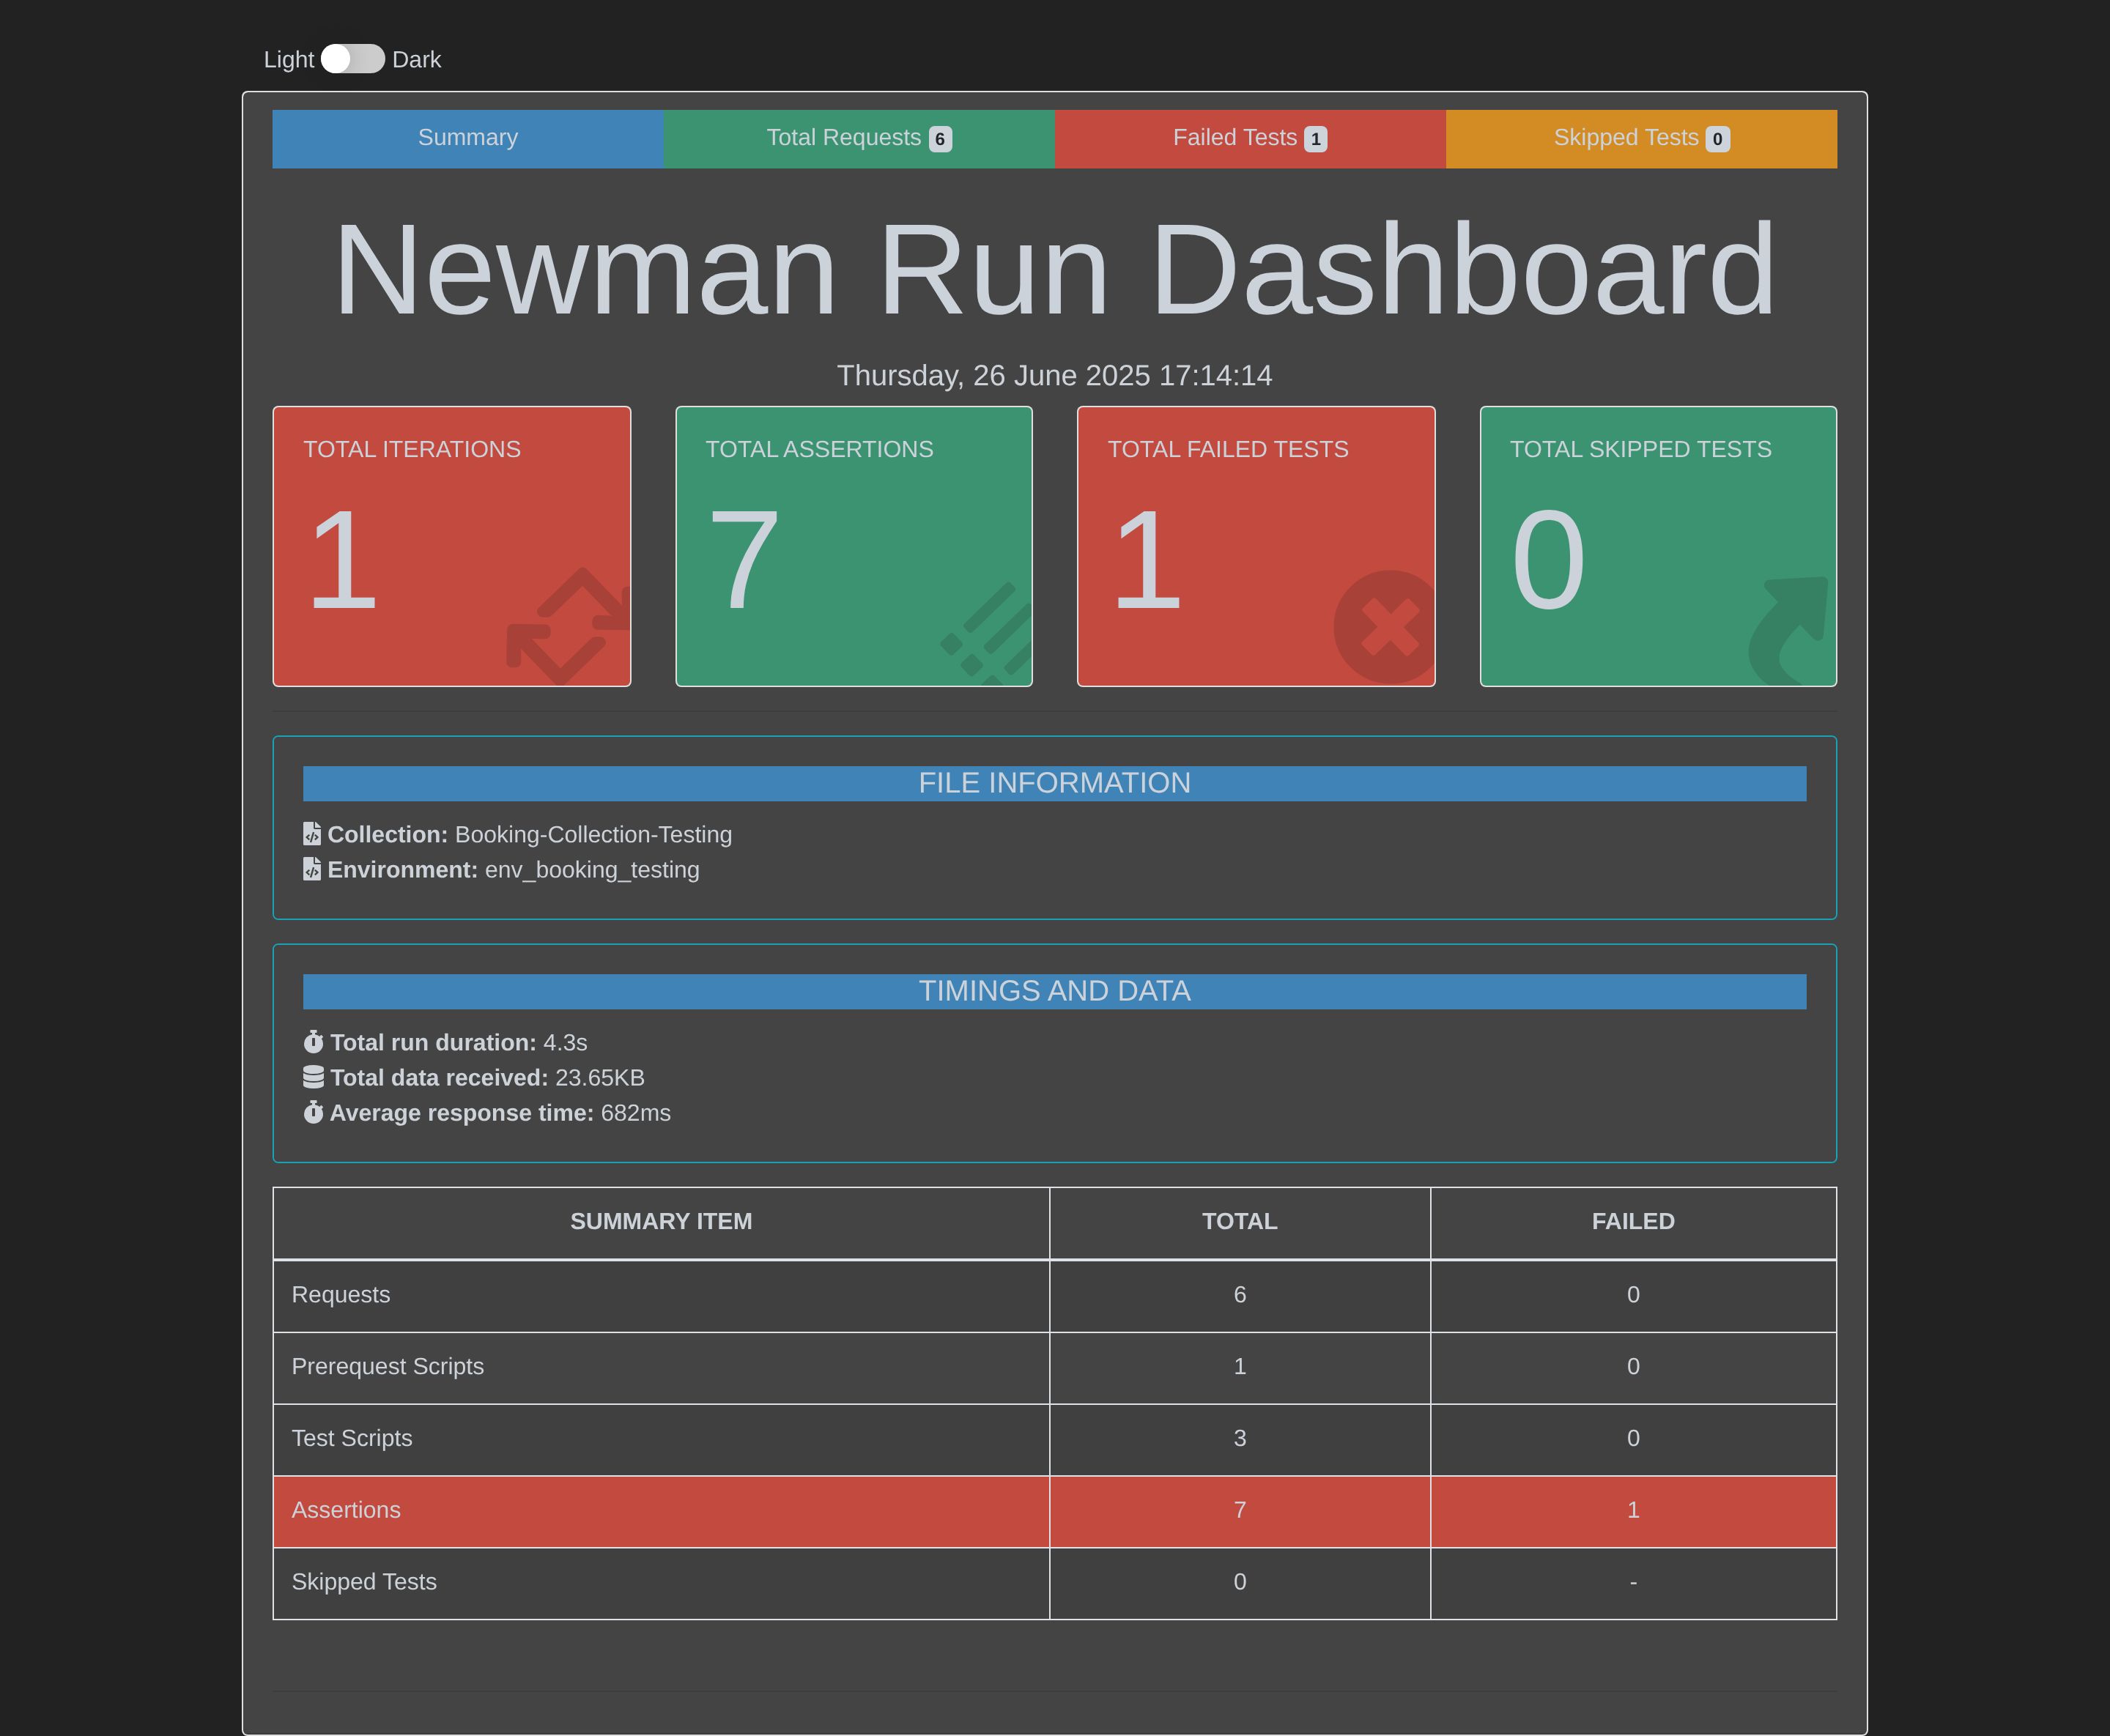 Light Dark
Summary Total Requests 6 Failed Tests 1 Skipped Tests 0
Newman Run Dashboard
Thursday, 26 June 2025 17:14:14
TOTAL ITERATIONS TOTAL ASSERTIONS TOTAL FAILED TESTS TOTAL SKIPPED TESTS
1 7 1 0
FILE INFORMATION
Collection: Booking-Collection-Testing
Environment: env_booking_testing
TIMINGS AND DATA
Total run duration: 4.3s
Total data received: 23.65KB
Average response time: 682ms
SUMMARY ITEM TOTAL FAILED
Requests 6 0
Prerequest Scripts 1 0
Test Scripts 3 0
Assertions 7 1
Skipped Tests 0 -